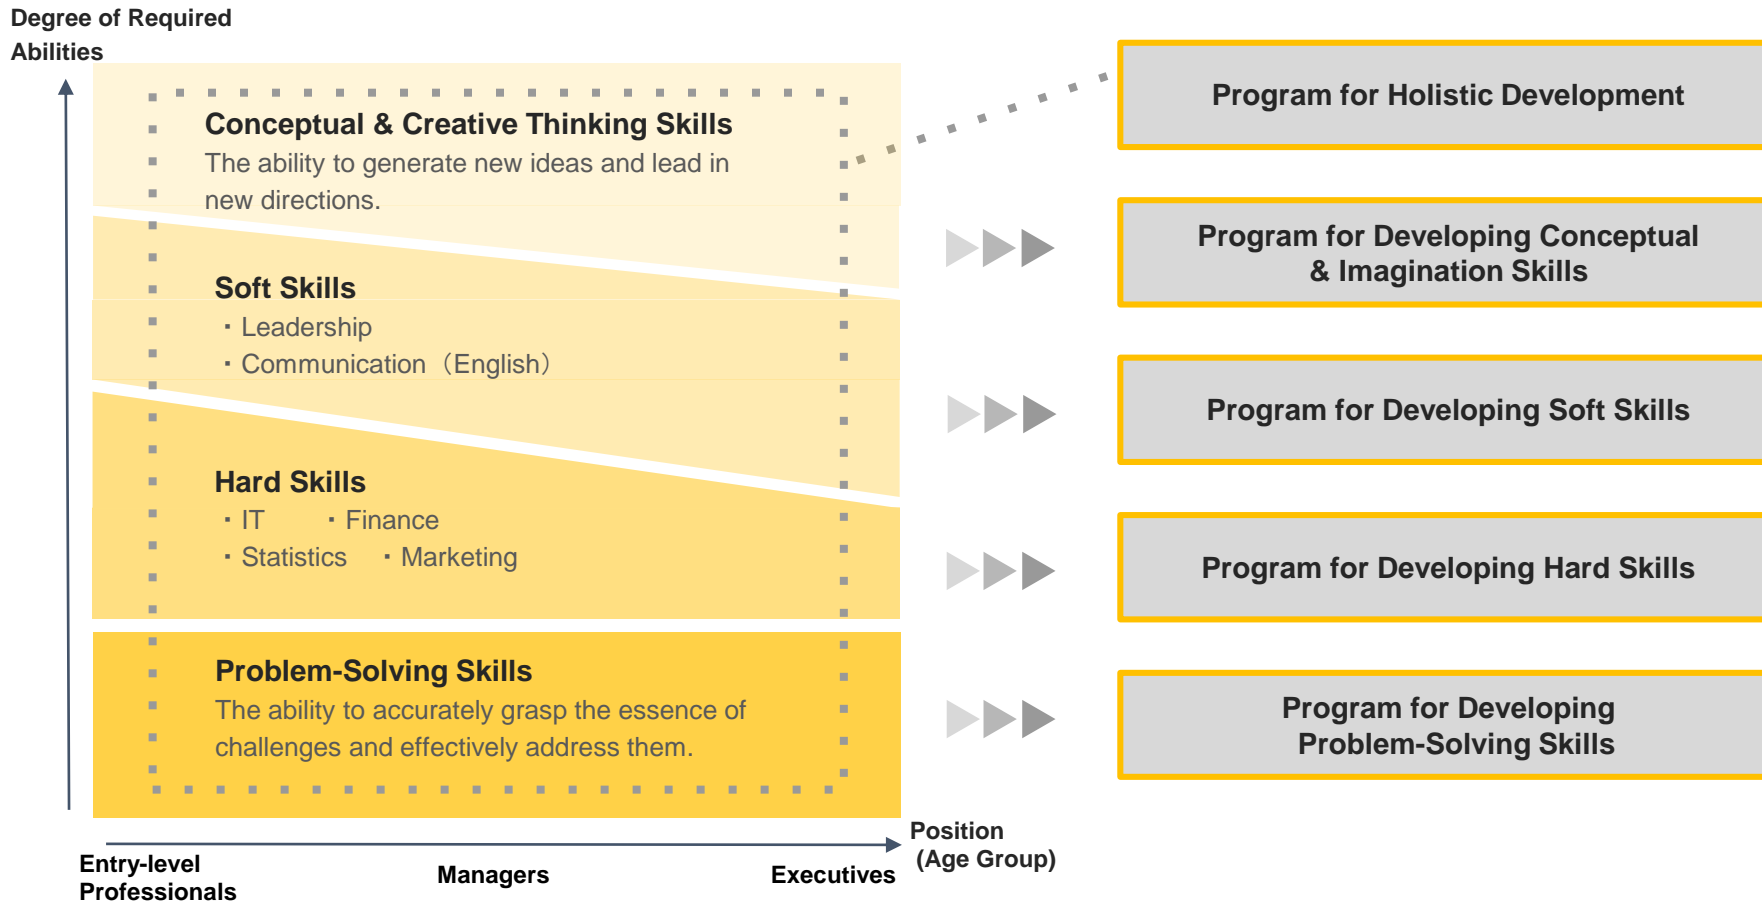 Degree of Required
Abilities
Conceptual & Creative Thinking Skills
The ability to generate new ideas and lead in
new directions.
Soft Skills
・Leadership
・Communication（English）
Hard Skills
・IT ・Finance
・Statistics ・Marketing
Problem-Solving Skills
The ability to accurately grasp the essence of
challenges and effectively address them.
Position
(Age Group)
Entry-level
Professionals
Managers
Executives
Program for Holistic Development
Program for Developing Conceptual
& Imagination Skills
Program for Developing Soft Skills
Program for Developing Hard Skills
Program for Developing
Problem-Solving Skills